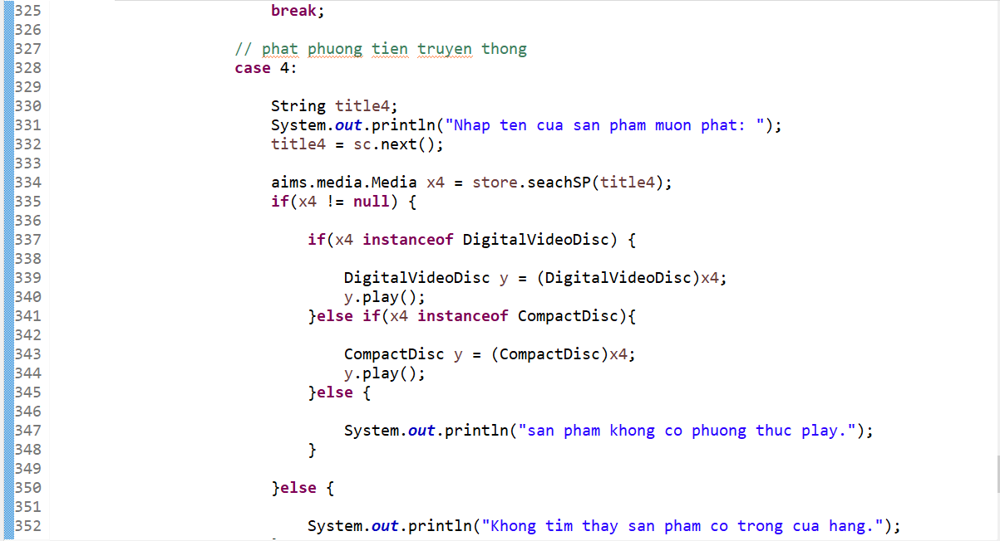 325 break;
326
327 // phat phuong tien truyen thong
328 case 4:
329
330 String title4;
331 System.out.println("Nhap ten cua san pham muon phat: ");
332 title4 = sc.next();
333
334 aims.media.Media x4 = store.seachSP(title4);
335 if(x4 != null) {
336
337 if(x4 instanceof DigitalVideoDisc) {
338
339 DigitalVideoDisc y = (DigitalVideoDisc)x4;
340 y.play();
341 }else if(x4 instanceof CompactDisc){
342
343 CompactDisc y = (CompactDisc)x4;
344 y.play();
345 }else {
346
347 System.out.println("san pham khong co phuong thuc play.");
348 }
349
350 }else {
351
352 System.out.println("Khong tim thay san pham co trong cua hang.");